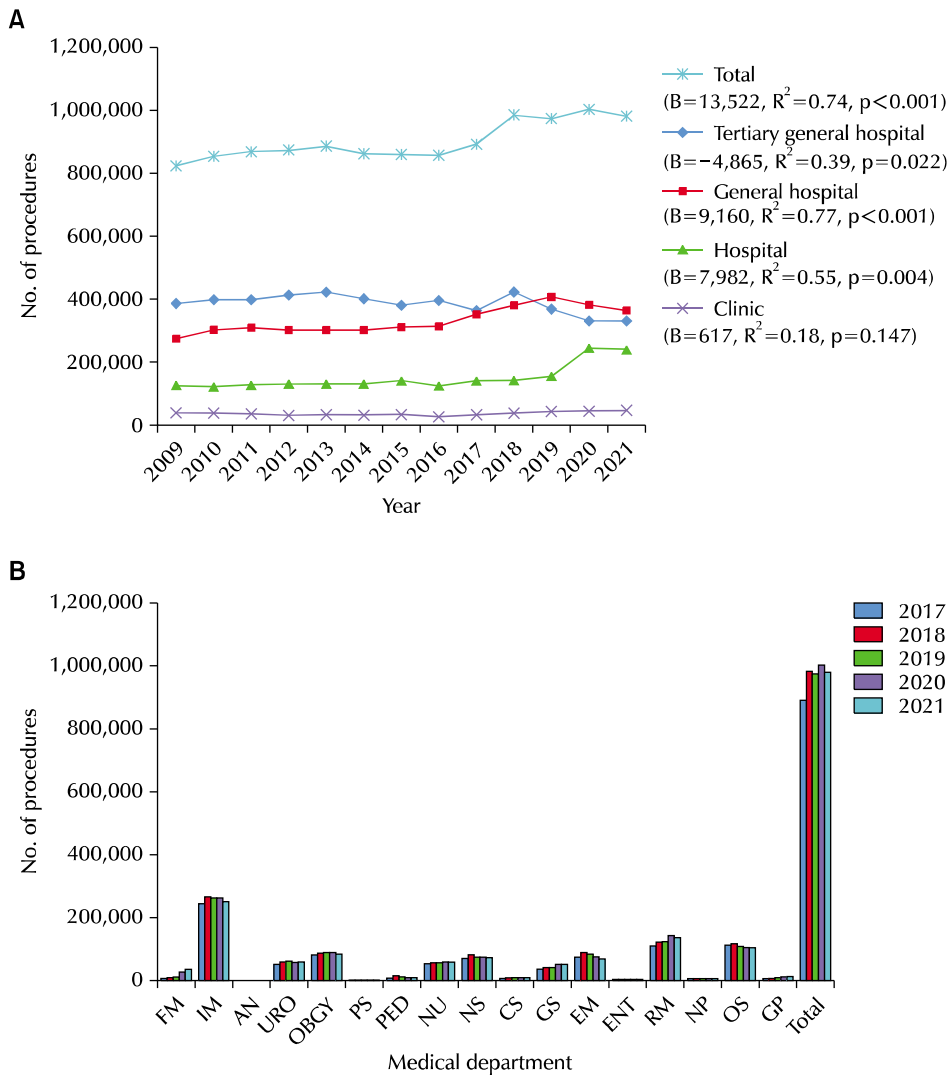 A
1,200,000
1,000,000
800,000
600,000
400,000
200,000
0
No. of procedures
2009 2010 2011 2012 2013 2014 2015 2016 2017 2018 2019 2020 2021
Year
Total
(B=13,522, R²=0.74, p<0.001)
Tertiary general hospital
(B=−4,865, R²=0.39, p=0.022)
General hospital
(B=9,160, R²=0.77, p<0.001)
Hospital
(B=7,982, R²=0.55, p=0.004)
Clinic
(B=617, R²=0.18, p=0.147)
B
1,200,000
1,000,000
800,000
600,000
400,000
200,000
0
No. of procedures
FM IM AN URO OBGY PS PED NU NS CS GS EM ENT RM NP OS GP Total
Medical department
2017
2018
2019
2020
2021